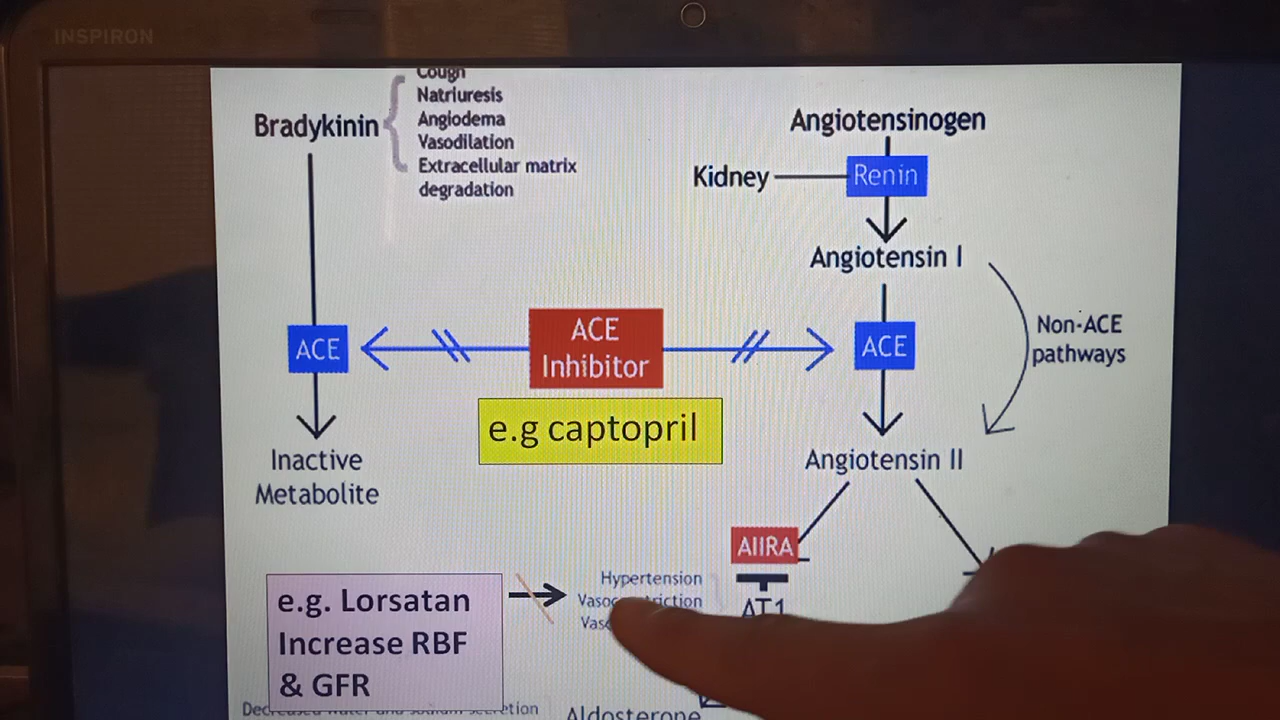 INSPIRON
Cough
Natriuresis
Bradykinin
Angiodema
Vasodilation
Extracellular matrix
degradation
Angiotensinogen
Kidney
Renin
Angiotensin I
Non-ACE
pathways
ACE
ACE
Inhibitor
ACE
e.g captopril
Inactive
Metabolite
Angiotensin II
AIIRA
Hypertension
AT1
e.g. Lorsatan
Increase RBF
& GFR
Aldosterone